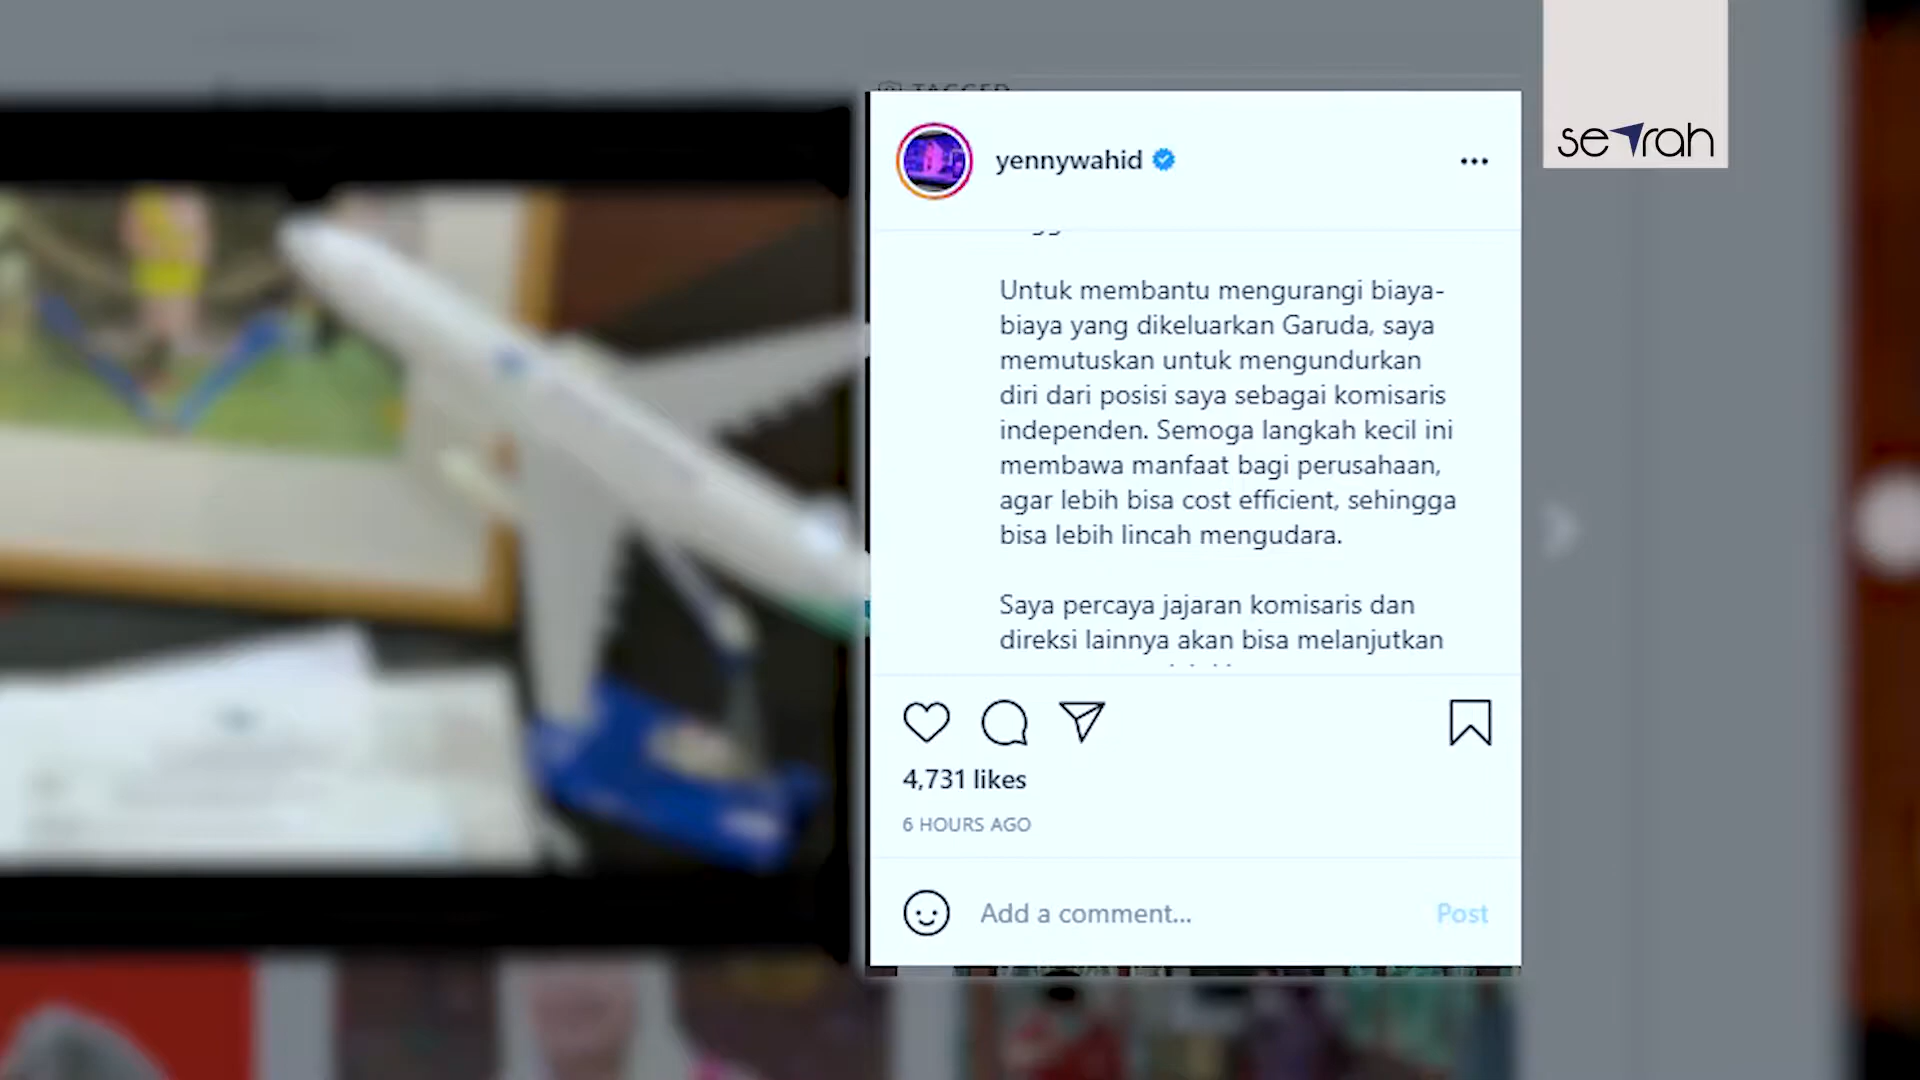 TAGGED
searah
yennywahid
Untuk membantu mengurangi biaya-
biaya yang dikeluarkan Garuda, saya
memutuskan untuk mengundurkan
diri dari posisi saya sebagai komisaris
independen. Semoga langkah kecil ini
membawa manfaat bagi perusahaan,
agar lebih bisa cost efficient, sehingga
bisa lebih lincah mengudara.
Saya percaya jajaran komisaris dan
direksi lainnya akan bisa melanjutkan
4,731 likes
6 HOURS AGO
Add a comment...
Post